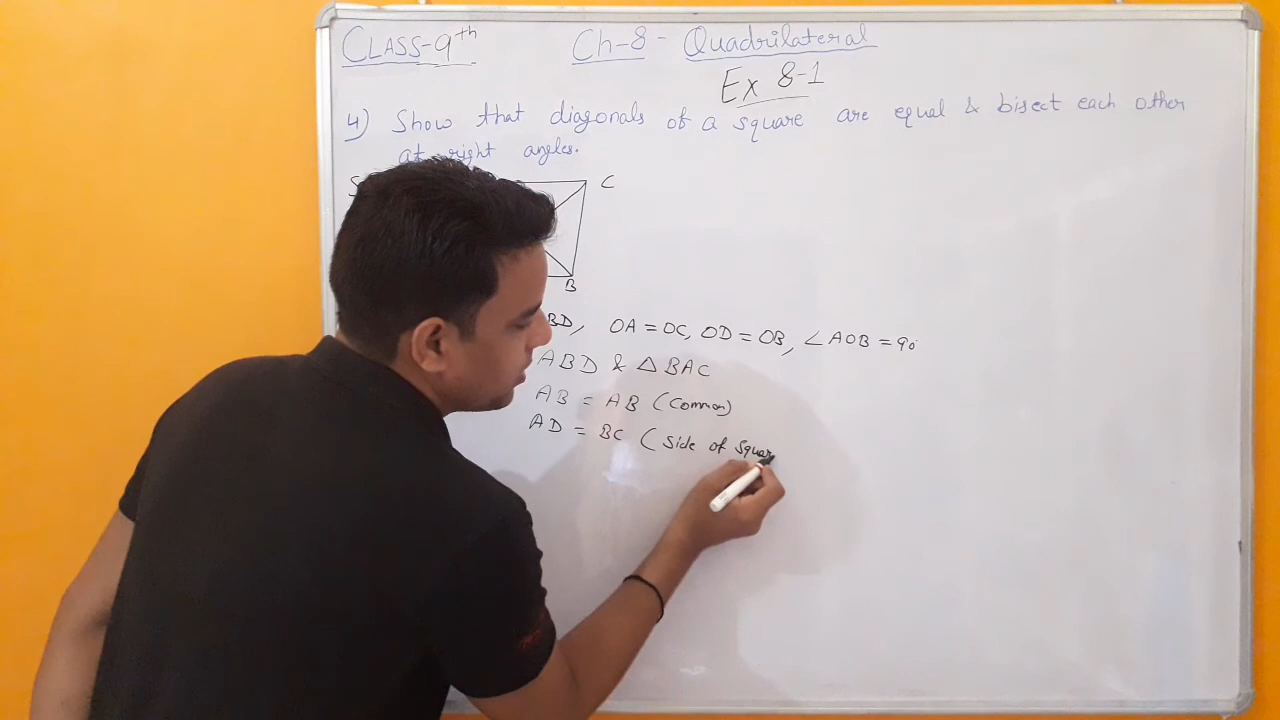 CLASS-9th Ch-8- Quadrilateral
Ex 8-1
4) Show that diagonals of a square are equal & bisect each other
at right angles.
S
C
B
BD, OA = OC, OD = OB, ∠AOB = 90
ABD & △BAC
AB = AB (Common)
AD = BC (Side of Squar